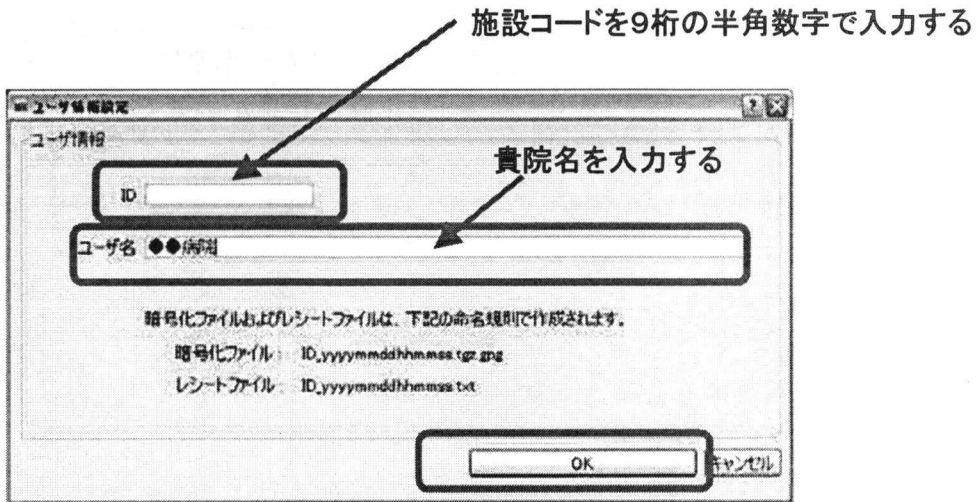 施設コードを9桁の半角数字で入力する
ユーザ情報設定
ユーザ情報
貴院名を入力する
ID
ユーザ名 ●●病院
暗号化ファイルおよびレシートファイルは、下記の命名規則で作成されます。
暗号化ファイル: ID_yyyymmddhhmmss.tgz.gpg
レシートファイル: ID_yyyymmddhhmmss.txt
OK
キャンセル